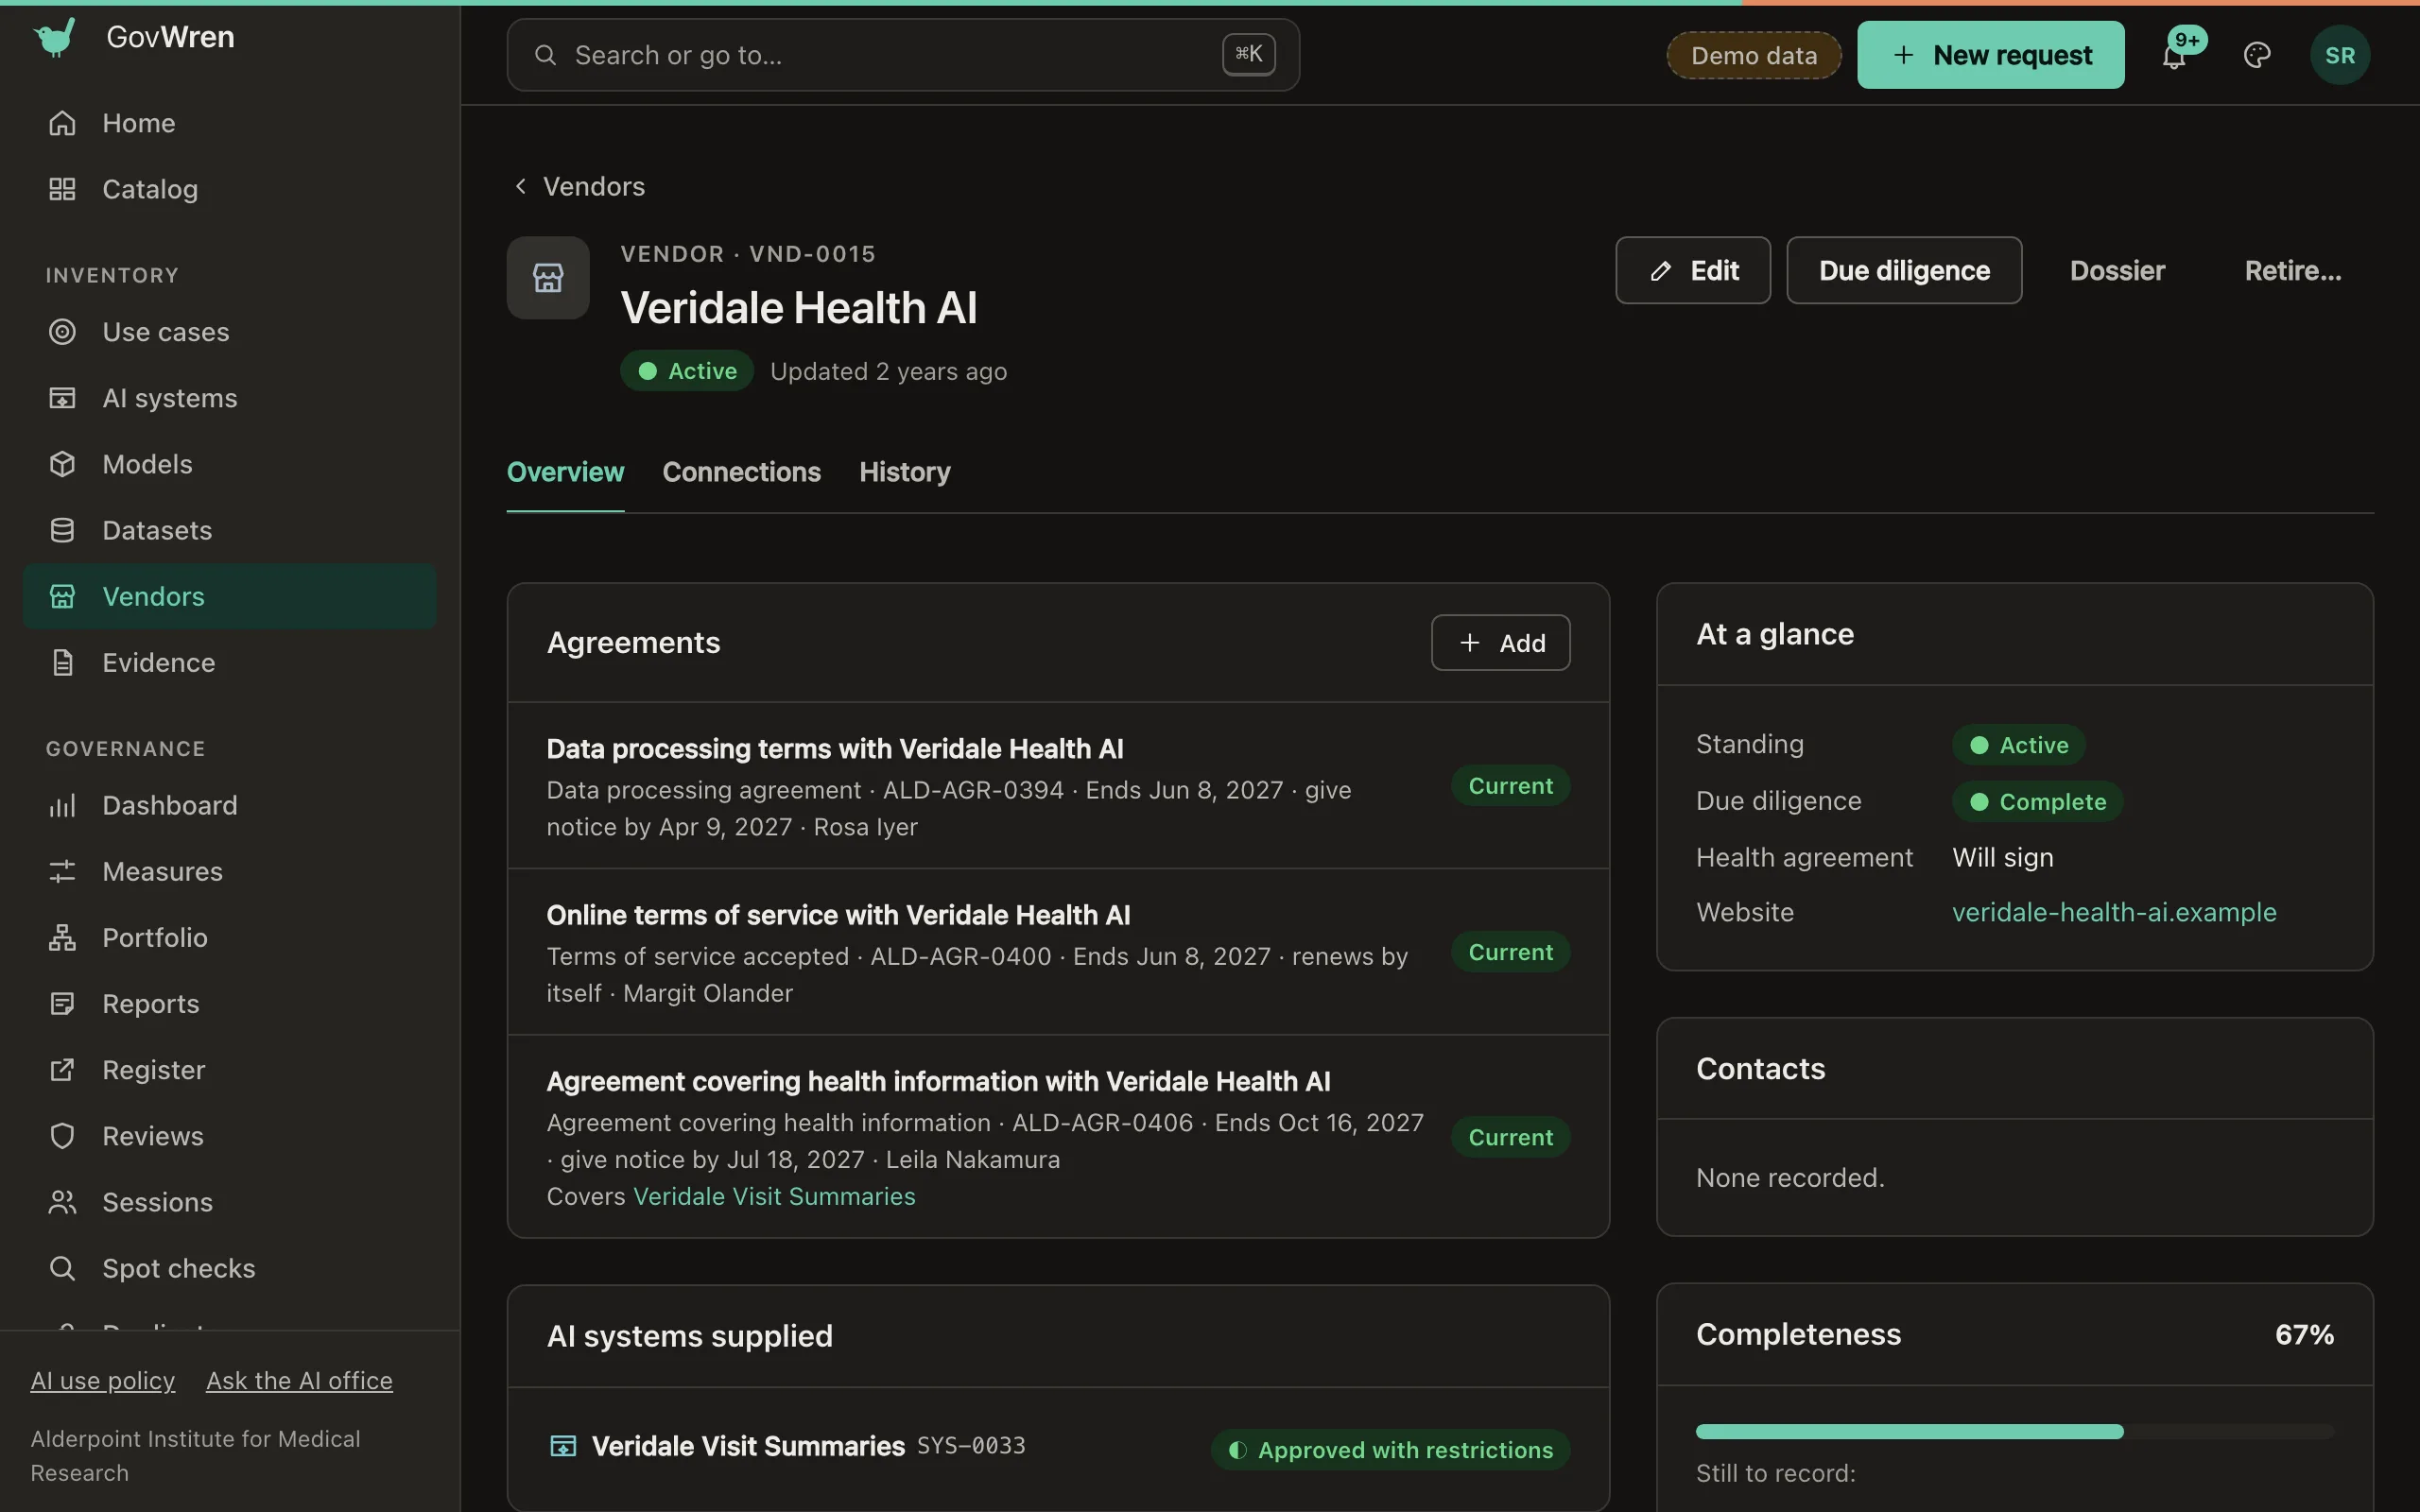 GovWren
Search or go to...
⌘K
Demo data
+ New request
9+
SR
Home
Catalog
INVENTORY
Use cases
AI systems
Models
Datasets
Vendors
Evidence
GOVERNANCE
Dashboard
Measures
Portfolio
Reports
Register
Reviews
Sessions
Spot checks
AI use policy
Ask the AI office
Alderpoint Institute for Medical
Research
Vendors
VENDOR · VND-0015
Veridale Health AI
Active
Updated 2 years ago
Edit
Due diligence
Dossier
Retire...
Overview
Connections
History
Agreements
+ Add
Data processing terms with Veridale Health AI
Data processing agreement · ALD-AGR-0394 · Ends Jun 8, 2027 · give
notice by Apr 9, 2027 · Rosa Iyer
Current
Online terms of service with Veridale Health AI
Terms of service accepted · ALD-AGR-0400 · Ends Jun 8, 2027 · renews by
itself · Margit Olander
Current
Agreement covering health information with Veridale Health AI
Agreement covering health information · ALD-AGR-0406 · Ends Oct 16, 2027
· give notice by Jul 18, 2027 · Leila Nakamura
Covers Veridale Visit Summaries
Current
AI systems supplied
Veridale Visit Summaries SYS-0033
Approved with restrictions
At a glance
Standing
Active
Due diligence
Complete
Health agreement
Will sign
Website
veridale-health-ai.example
Contacts
None recorded.
Completeness
67%
Still to record: